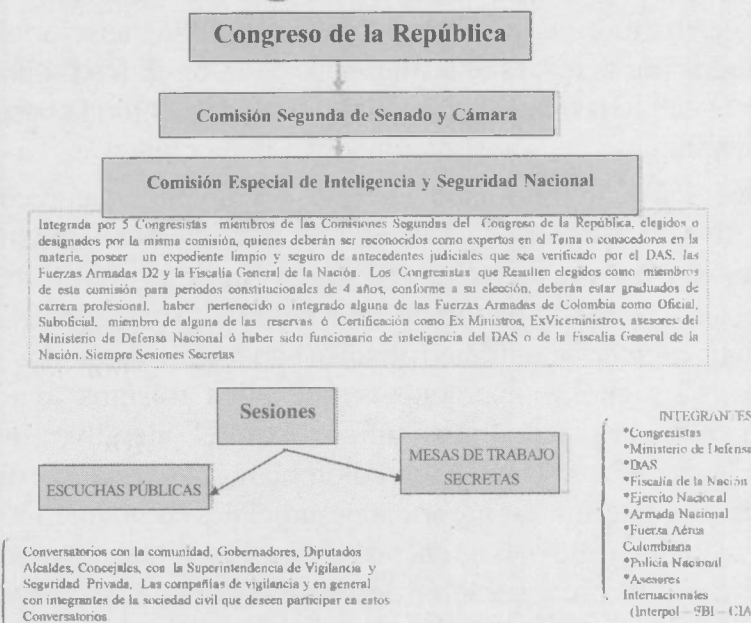 Congreso de la República
Comisión Segunda de Senado y Cámara
Comisión Especial de Inteligencia y Seguridad Nacional
Integrada por 5 Congresistas miembros de las Comisiones Segundas del Congreso de la República, elegidos o
designados por la misma comisión, quienes deberán ser reconocidos como expertos en el Tema o conocedores en la
materia, poseer un expediente limpio y seguro de antecedentes judiciales que sea verificado por el DAS, las
Fuerzas Armadas D2 y la Fiscalía General de la Nación. Los Congresistas que Resulten elegidos como miembros
de esta comisión para periodos constitucionales de 4 años, conforme a su elección, deberán estar graduados de
carrera profesional, haber pertenecido o integrado alguna de las Fuerzas Armadas de Colombia como Oficial,
Suboficial, miembro de alguna de las reservas ó Certificación como Ex Ministros, ExViceministros, asesores del
Ministerio de Defensa Nacional ó haber sido funcionario de inteligencia del DAS o de la Fiscalía General de la
Nación. Siempre Sesiones Secretas
Sesiones
ESCUCHAS PÚBLICAS
MESAS DE TRABAJO
SECRETAS
Conversatorios con la comunidad, Gobernadores, Diputados
Alcaldes, Concejales, con la Superintendencia de Vigilancia y
Seguridad Privada, Las compañías de vigilancia y en general
con integrantes de la sociedad civil que deseen participar en estos
Conversatorios
INTEGRANTES
*Congresistas
*Ministerio de Defensa
*DAS
*Fiscalía de la Nación
*Ejercito Nacional
*Armada Nacional
*Fuerza Aérea
Colombiana
*Policía Nacional
*Asesores
Internacionales
(Interpol – FBI – CIA